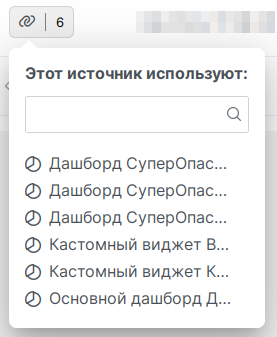 6
Этот источник используют:
Дашборд СуперОпас...
Дашборд СуперОпас...
Дашборд СуперОпас...
Кастомный виджет В...
Кастомный виджет К...
Основной дашборд Д...